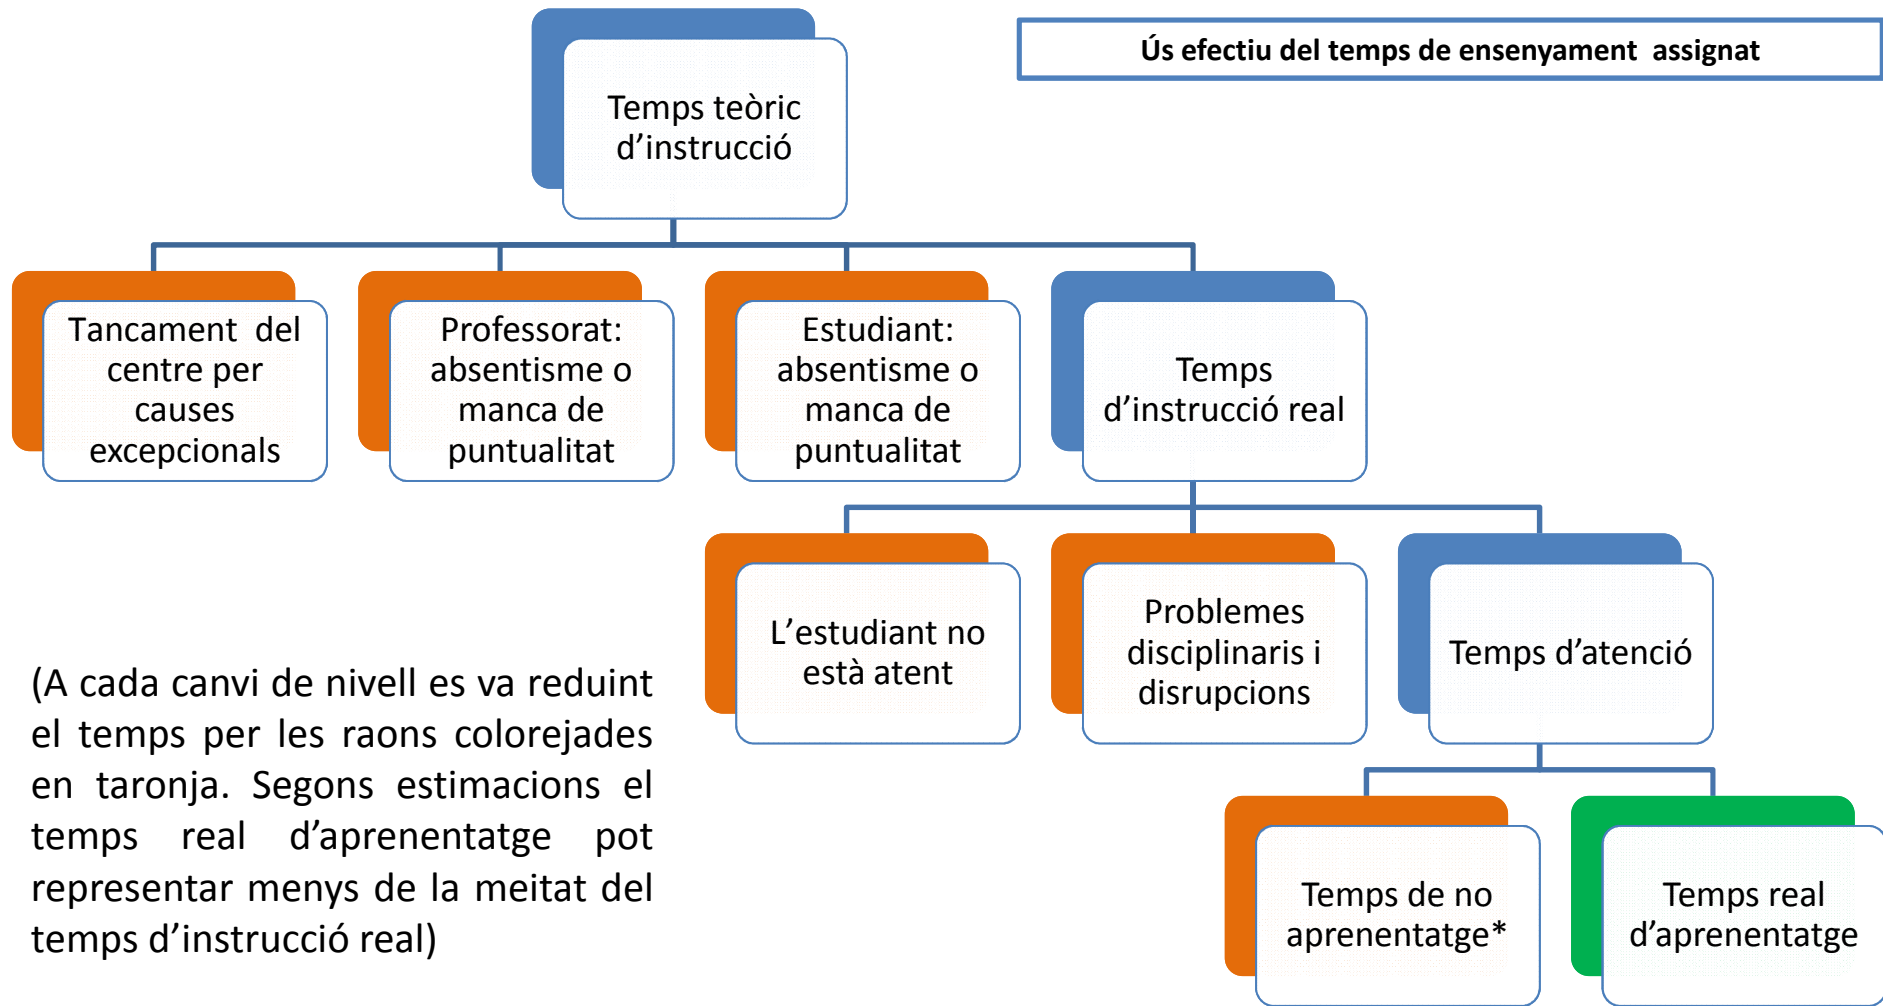 Ús efectiu del temps de ensenyament assignat
Temps teòric
d’instrucció
Tancament del
centre per
causes
excepcionals
Professorat:
absentisme o
manca de
puntualitat
Estudiant:
absentisme o
manca de
puntualitat
Temps
d’instrucció real
L’estudiant no
està atent
Problemes
disciplinaris i
disrupcions
Temps d’atenció
(A cada canvi de nivell es va reduint
el temps per les raons colorejades
en taronja. Segons estimacions el
temps real d’aprenentatge pot
representar menys de la meitat del
temps d’instrucció real)
Temps de no
aprenentatge*
Temps real
d’aprenentatge